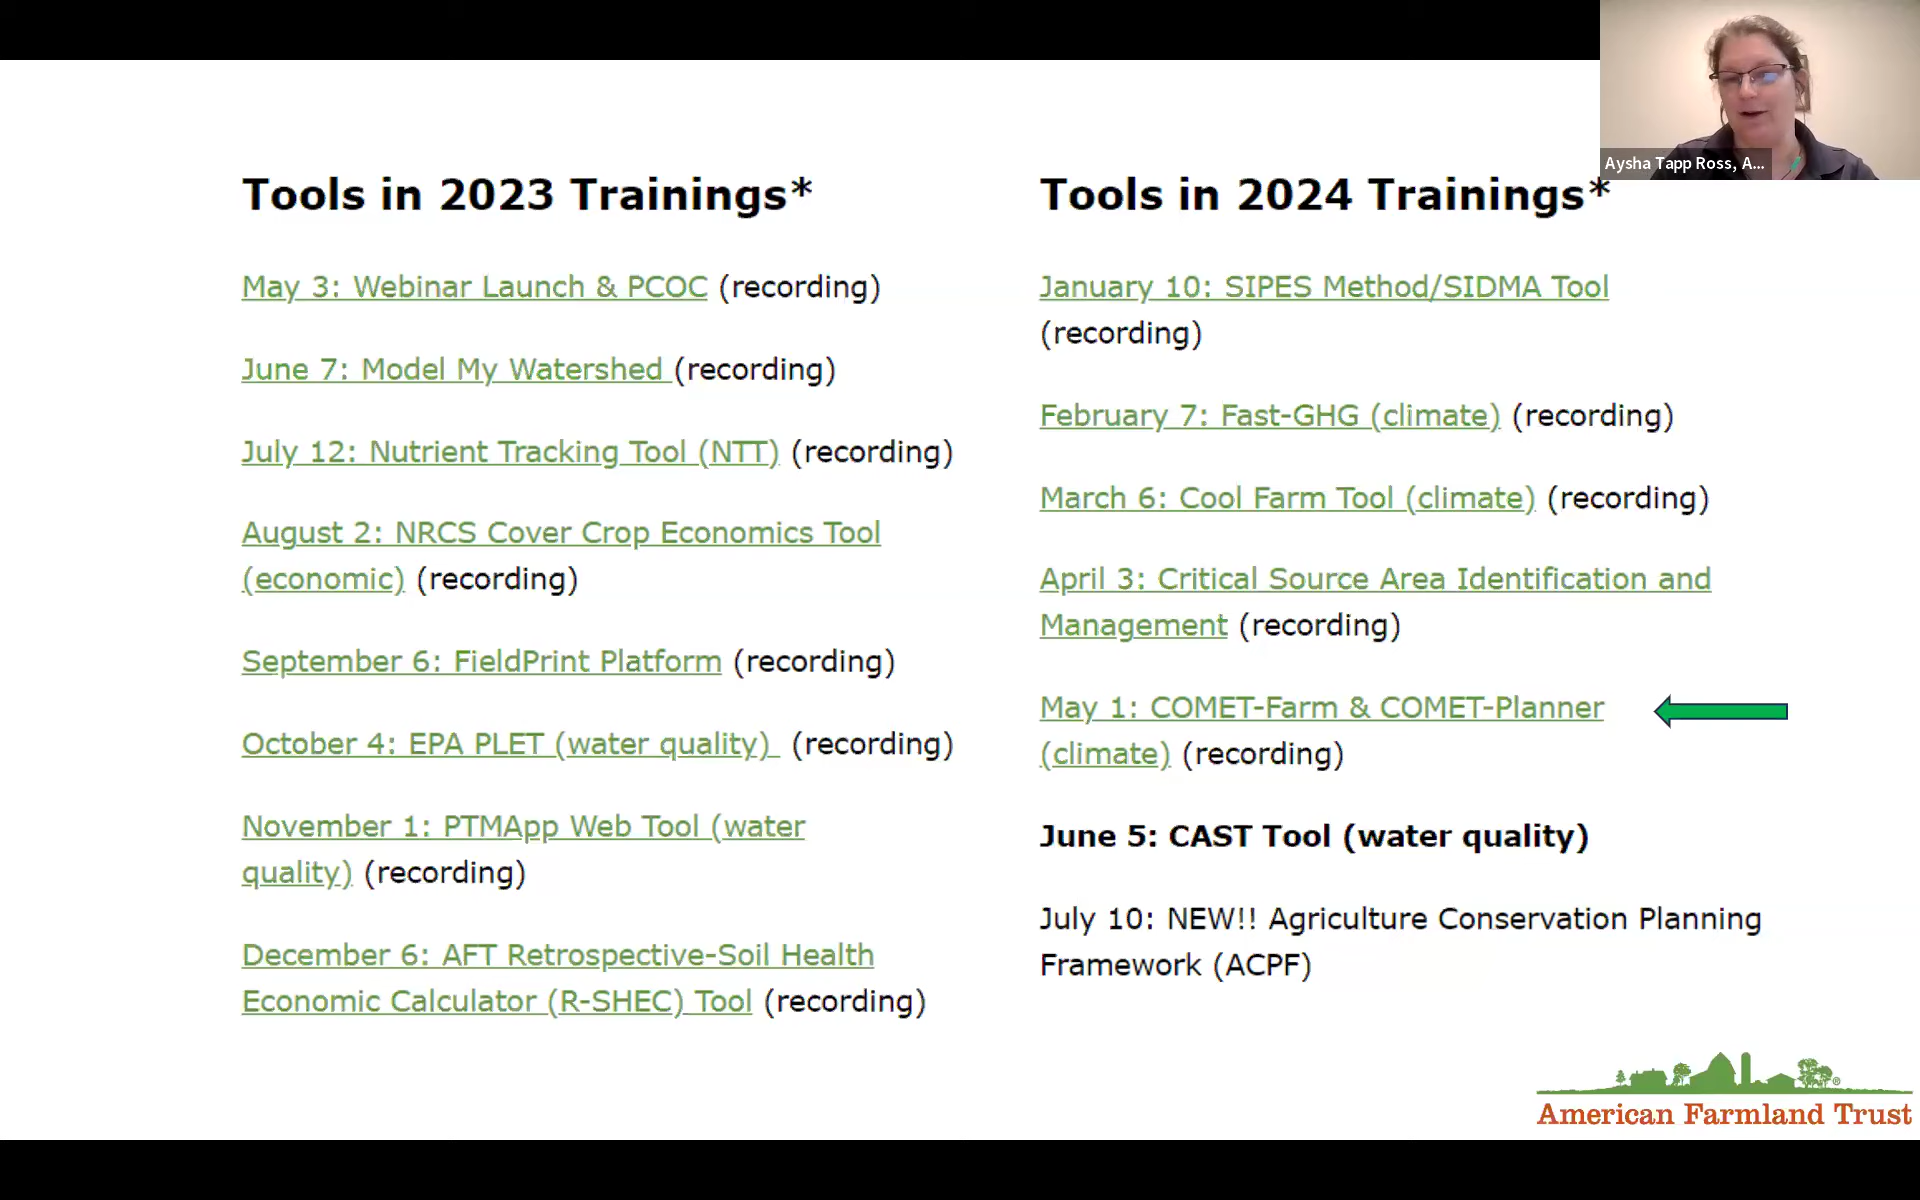 Aysha Tapp Ross, A...
Tools in 2023 Trainings*
May 3: Webinar Launch & PCOC (recording)
June 7: Model My Watershed (recording)
July 12: Nutrient Tracking Tool (NTT) (recording)
August 2: NRCS Cover Crop Economics Tool
(economic) (recording)
September 6: FieldPrint Platform (recording)
October 4: EPA PLET (water quality) (recording)
November 1: PTMApp Web Tool (water
quality) (recording)
December 6: AFT Retrospective-Soil Health
Economic Calculator (R-SHEC) Tool (recording)
Tools in 2024 Trainings*
January 10: SIPES Method/SIDMA Tool
(recording)
February 7: Fast-GHG (climate) (recording)
March 6: Cool Farm Tool (climate) (recording)
April 3: Critical Source Area Identification and
Management (recording)
May 1: COMET-Farm & COMET-Planner
(climate) (recording)
June 5: CAST Tool (water quality)
July 10: NEW!! Agriculture Conservation Planning
Framework (ACPF)
American Farmland Trust